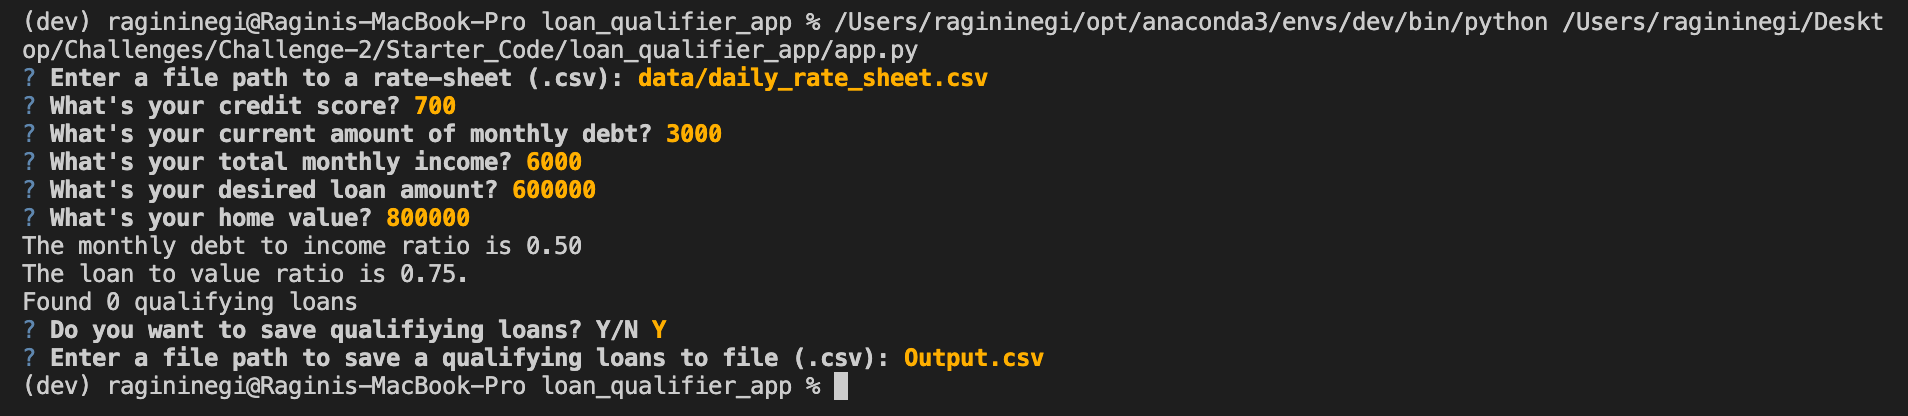 (dev) ragininegi@Raginis-MacBook-Pro loan_qualifier_app % /Users/ragininegi/opt/anaconda3/envs/dev/bin/python /Users/ragininegi/Deskt
op/Challenges/Challenge-2/Starter_Code/loan_qualifier_app/app.py
? Enter a file path to a rate-sheet (.csv): data/daily_rate_sheet.csv
? What's your credit score? 700
? What's your current amount of monthly debt? 3000
? What's your total monthly income? 6000
? What's your desired loan amount? 600000
? What's your home value? 800000
The monthly debt to income ratio is 0.50
The loan to value ratio is 0.75.
Found 0 qualifying loans
? Do you want to save qualifiying loans? Y/N Y
? Enter a file path to save a qualifying loans to file (.csv): Output.csv
(dev) ragininegi@Raginis-MacBook-Pro loan_qualifier_app %